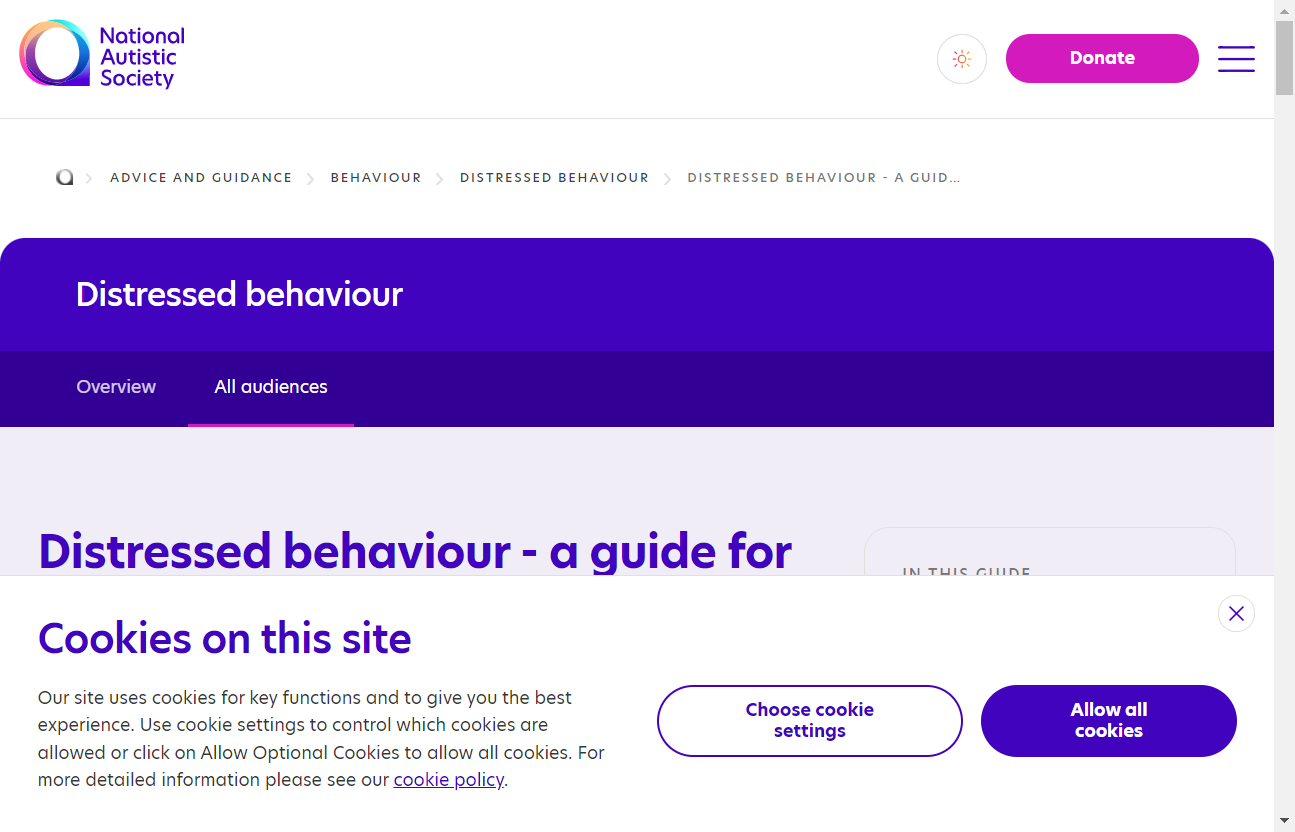 National
Autistic
Society
Donate
ADVICE AND GUIDANCE
BEHAVIOUR
DISTRESSED BEHAVIOUR
DISTRESSED BEHAVIOUR - A GUID...
Distressed behaviour
Overview
All audiences
Distressed behaviour - a guide for
IN THIS GUIDE
Cookies on this site
Our site uses cookies for key functions and to give you the best
experience. Use cookie settings to control which cookies are
allowed or click on Allow Optional Cookies to allow all cookies. For
more detailed information please see our cookie policy.
Choose cookie
settings
Allow all
cookies